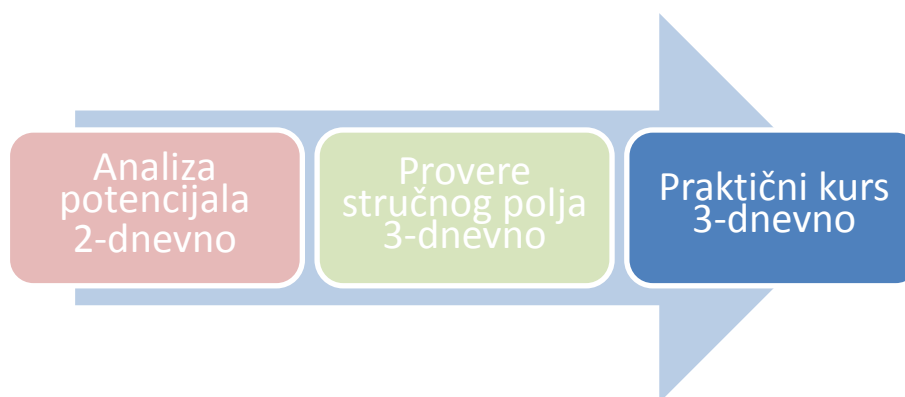 Analiza
potencijala
2-dnevno
Provere
stručnog polja
3-dnevno
Praktični kurs
3-dnevno